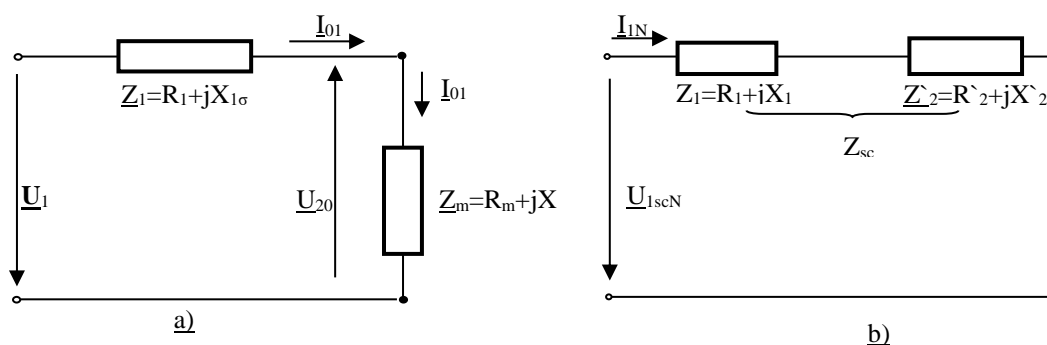 I01
Z1=R1+jX1σ
I01
U1
U20
Zm=Rm+jX
a)
I1N
Z1=R1+jX1
Z`2=R`2+jX`2
Zsc
U1scN
b)